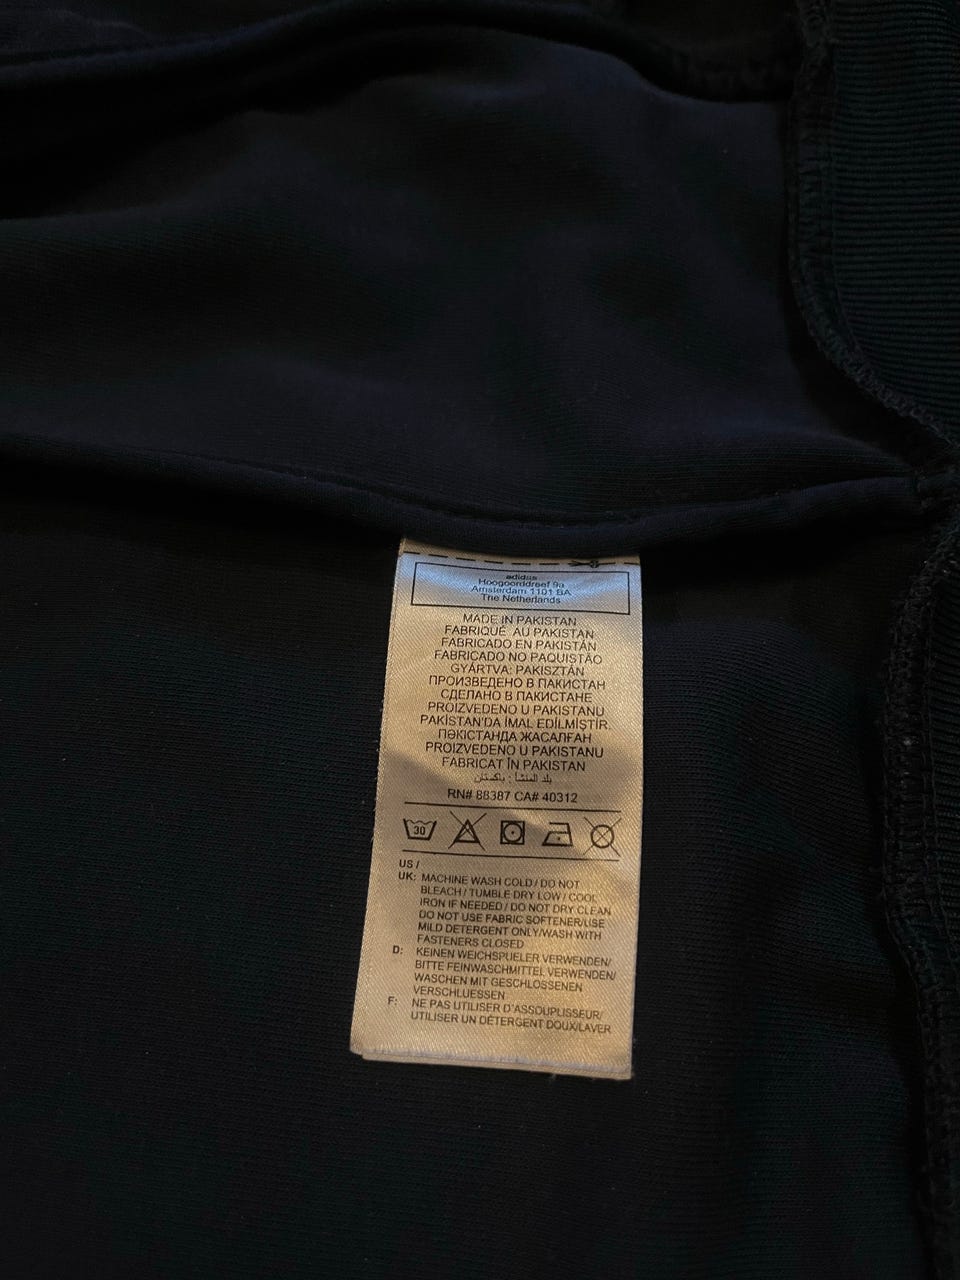 adidas
Hoogoorddreef 9a
Amsterdam 1101 BA
The Netherlands
MADE IN PAKISTAN
FABRIQUÉ AU PAKISTAN
FABRICADO EN PAKISTÁN
FABRICADO NO PAQUISTÃO
GYÁRTVA: PAKISZTÁN
ПРОИЗВЕДЕНО В ПАКИСТАН
СДЕЛАНО В ПАКИСТАНЕ
PROIZVEDENO U PAKISTANU
PAKİSTAN'DA İMAL EDİLMİŞTİR.
ПӘКІСТАНДА ЖАСАЛҒАН
PROIZVEDENO U PAKISTANU
FABRICAT ÎN PAKISTAN
بلد المنشأ : باكستان
RN# 88387 CA# 40312
30
US /
UK: MACHINE WASH COLD / DO NOT
BLEACH / TUMBLE DRY LOW / COOL
IRON IF NEEDED / DO NOT DRY CLEAN
DO NOT USE FABRIC SOFTENER/USE
MILD DETERGENT ONLY/WASH WITH
FASTENERS CLOSED
D: KEINEN WEICHSPUELER VERWENDEN/
BITTE FEINWASCHMITTEL VERWENDEN/
WASCHEN MIT GESCHLOSSENEN
VERSCHLUESSEN
F: NE PAS UTILISER D'ASSOUPLISSEUR/
UTILISER UN DÉTERGENT DOUX/LAVER